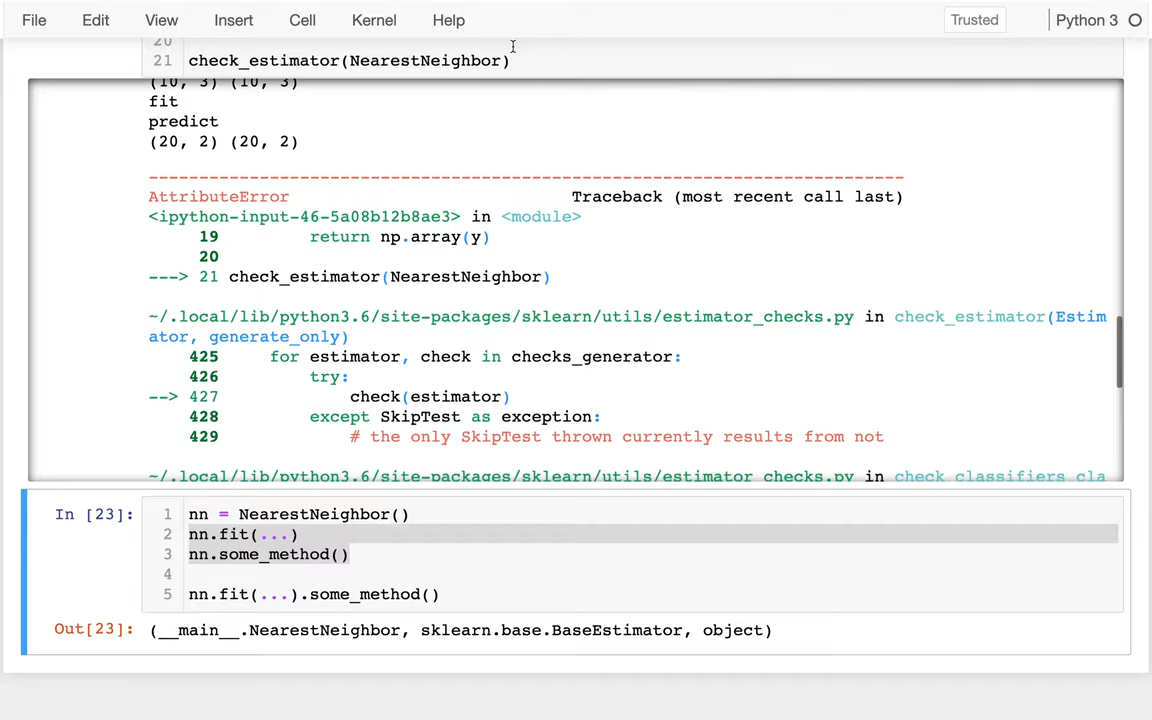 File Edit View Insert Cell Kernel Help Trusted Python 3
20
21 check_estimator(NearestNeighbor)
(10, 3) (10, 3)
fit
predict
(20, 2) (20, 2)
---------------------------------------------------------------------------
AttributeError Traceback (most recent call last)
<ipython-input-46-5a08b12b8ae3> in <module>
19 return np.array(y)
20
---> 21 check_estimator(NearestNeighbor)
~/.local/lib/python3.6/site-packages/sklearn/utils/estimator_checks.py in check_estimator(Estim
ator, generate_only)
425 for estimator, check in checks_generator:
426 try:
--> 427 check(estimator)
428 except SkipTest as exception:
429 # the only SkipTest thrown currently results from not
~/.local/lib/python3.6/site-packages/sklearn/utils/estimator_checks.py in check_classifiers_cla
In [23]: 1 nn = NearestNeighbor()
2 nn.fit(...)
3 nn.some_method()
4
5 nn.fit(...).some_method()
Out[23]: (__main__.NearestNeighbor, sklearn.base.BaseEstimator, object)